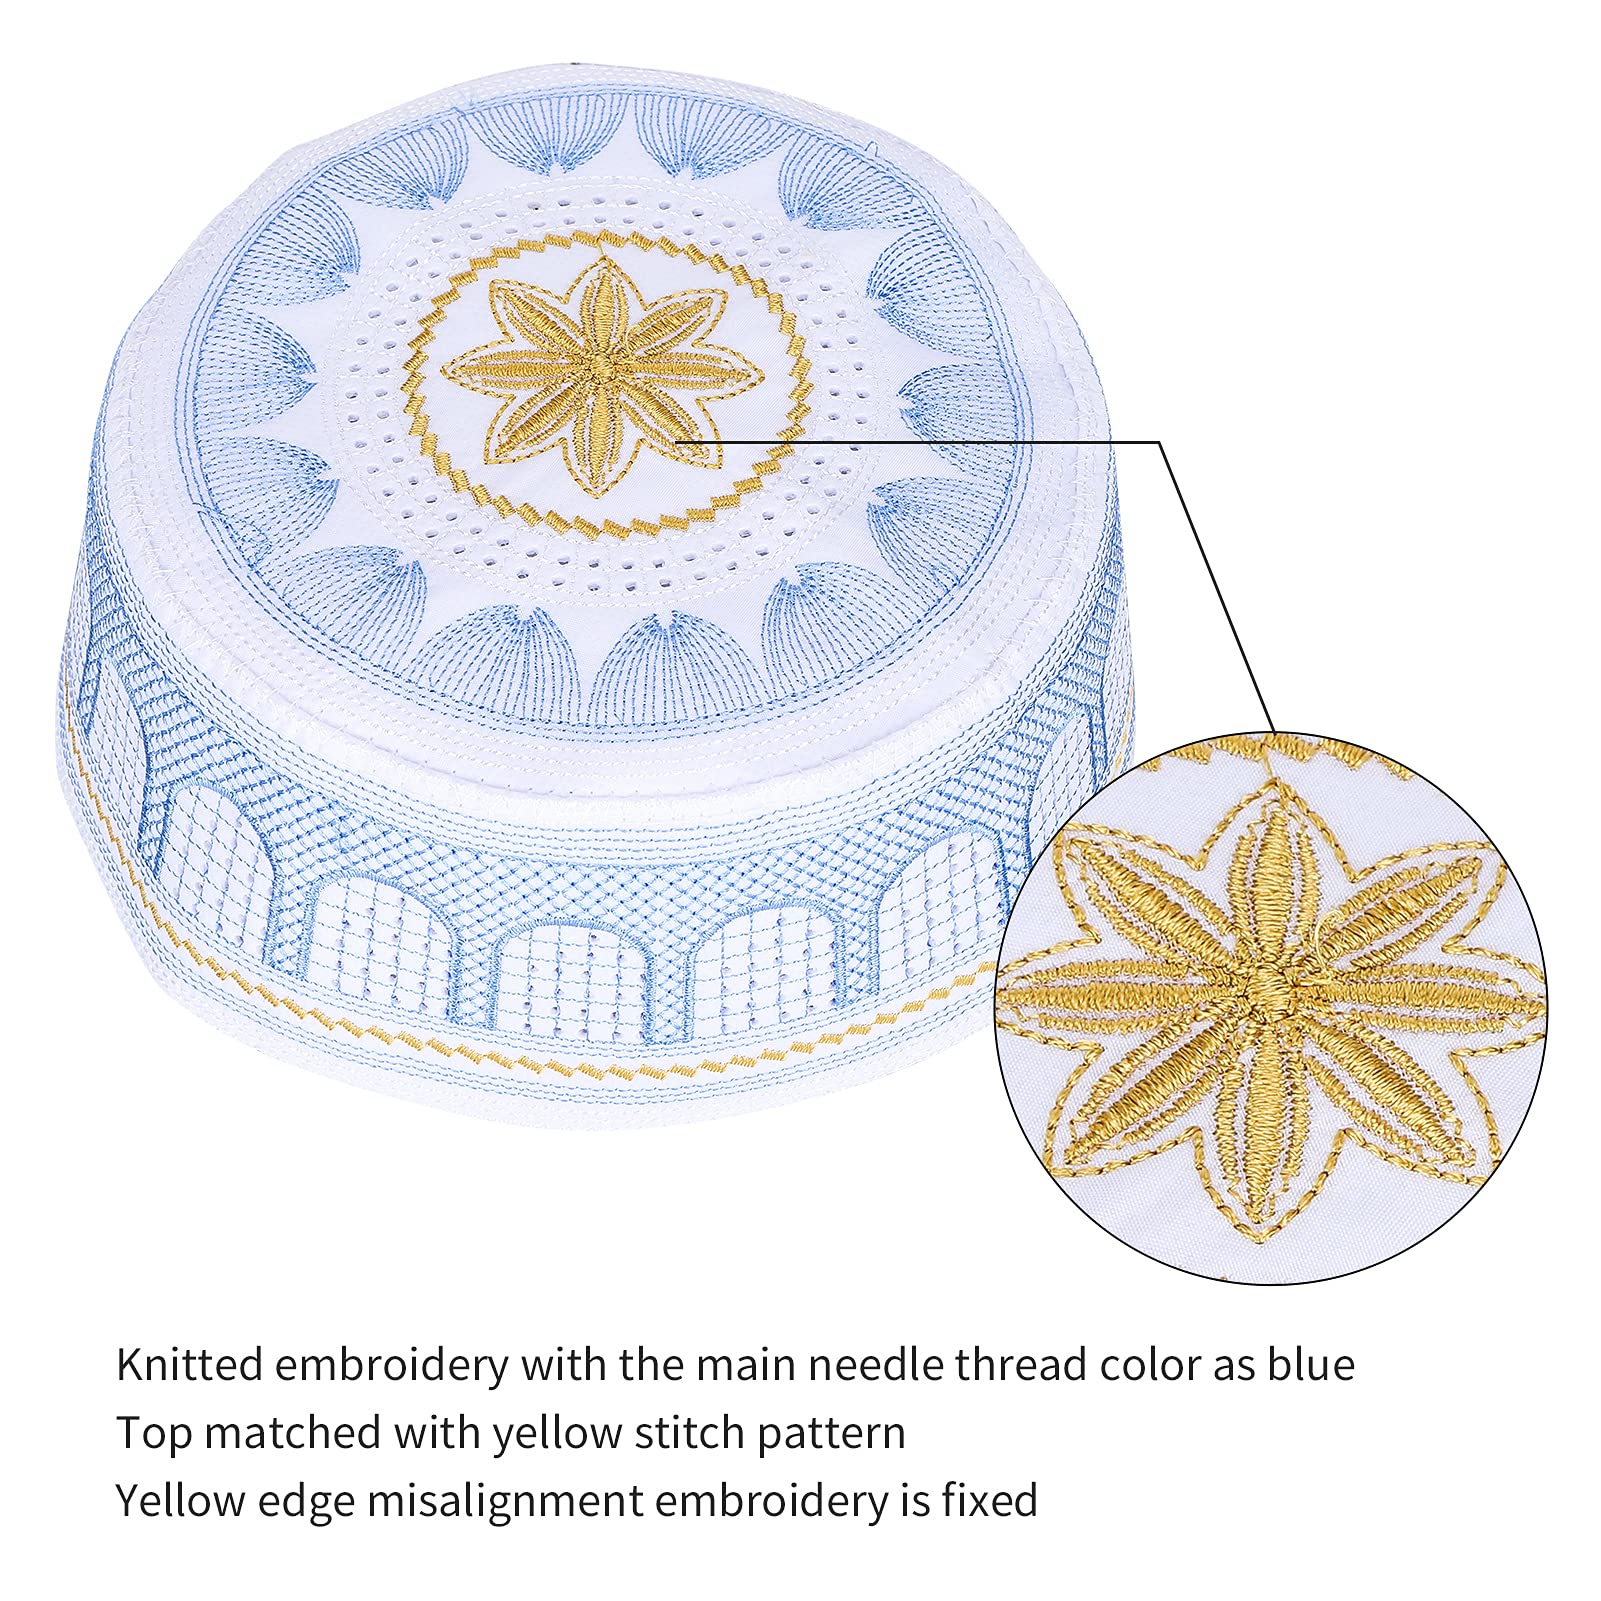 Knitted embroidery with the main needle thread color as blue
Top matched with yellow stitch pattern
Yellow edge misalignment embroidery is fixed